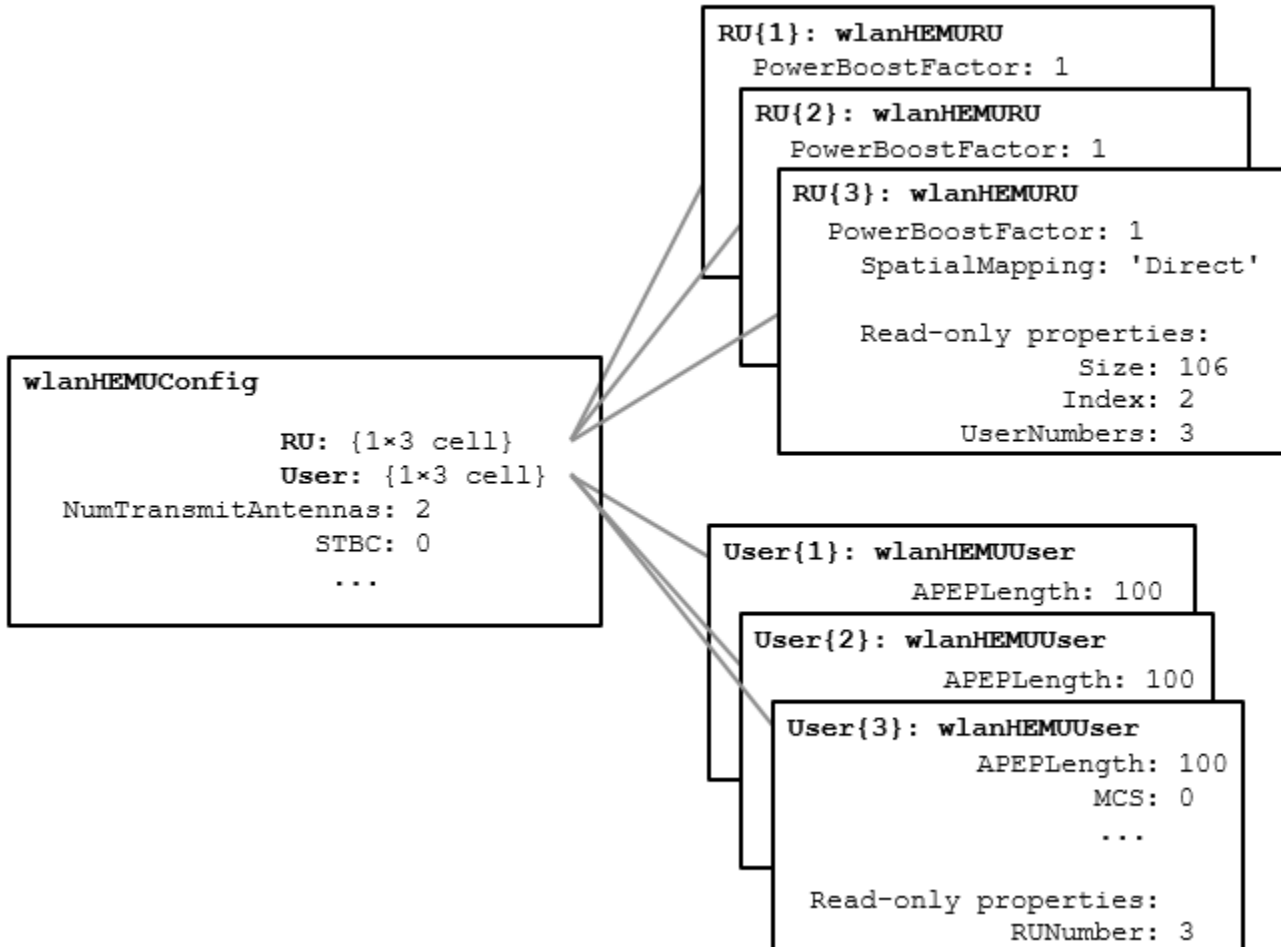 RU{1}: wlanHEMURU
PowerBoostFactor: 1
RU{2}: wlanHEMURU
PowerBoostFactor: 1
RU{3}: wlanHEMURU
PowerBoostFactor: 1
SpatialMapping: 'Direct'
Read-only properties:
Size: 106
Index: 2
UserNumbers: 3
wlanHEMUConfig
RU: {1×3 cell}
User: {1×3 cell}
NumTransmitAntennas: 2
STBC: 0
...
User{1}: wlanHEMUUser
APEPLength: 100
User{2}: wlanHEMUUser
APEPLength: 100
User{3}: wlanHEMUUser
APEPLength: 100
MCS: 0
...
Read-only properties:
RUNumber: 3